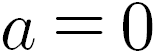 a = 0